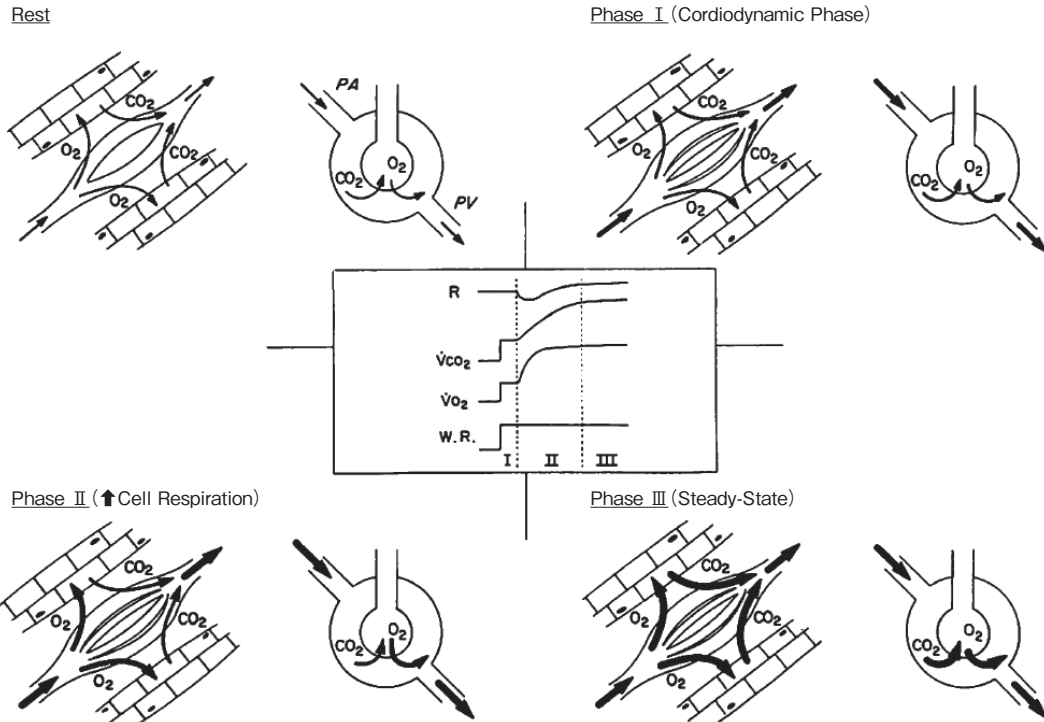 Rest
PA
CO2
O2
CO2
O2
CO2
O2
PV
Phase Ⅰ (Cordiodynamic Phase)
CO2
O2
CO2
O2
CO2
O2
R
V̇CO2
V̇O2
W.R.
Ⅰ Ⅱ Ⅲ
Phase Ⅱ (⬆Cell Respiration)
CO2
O2
CO2
O2
CO2
O2
Phase Ⅲ (Steady-State)
CO2
O2
CO2
O2
CO2
O2